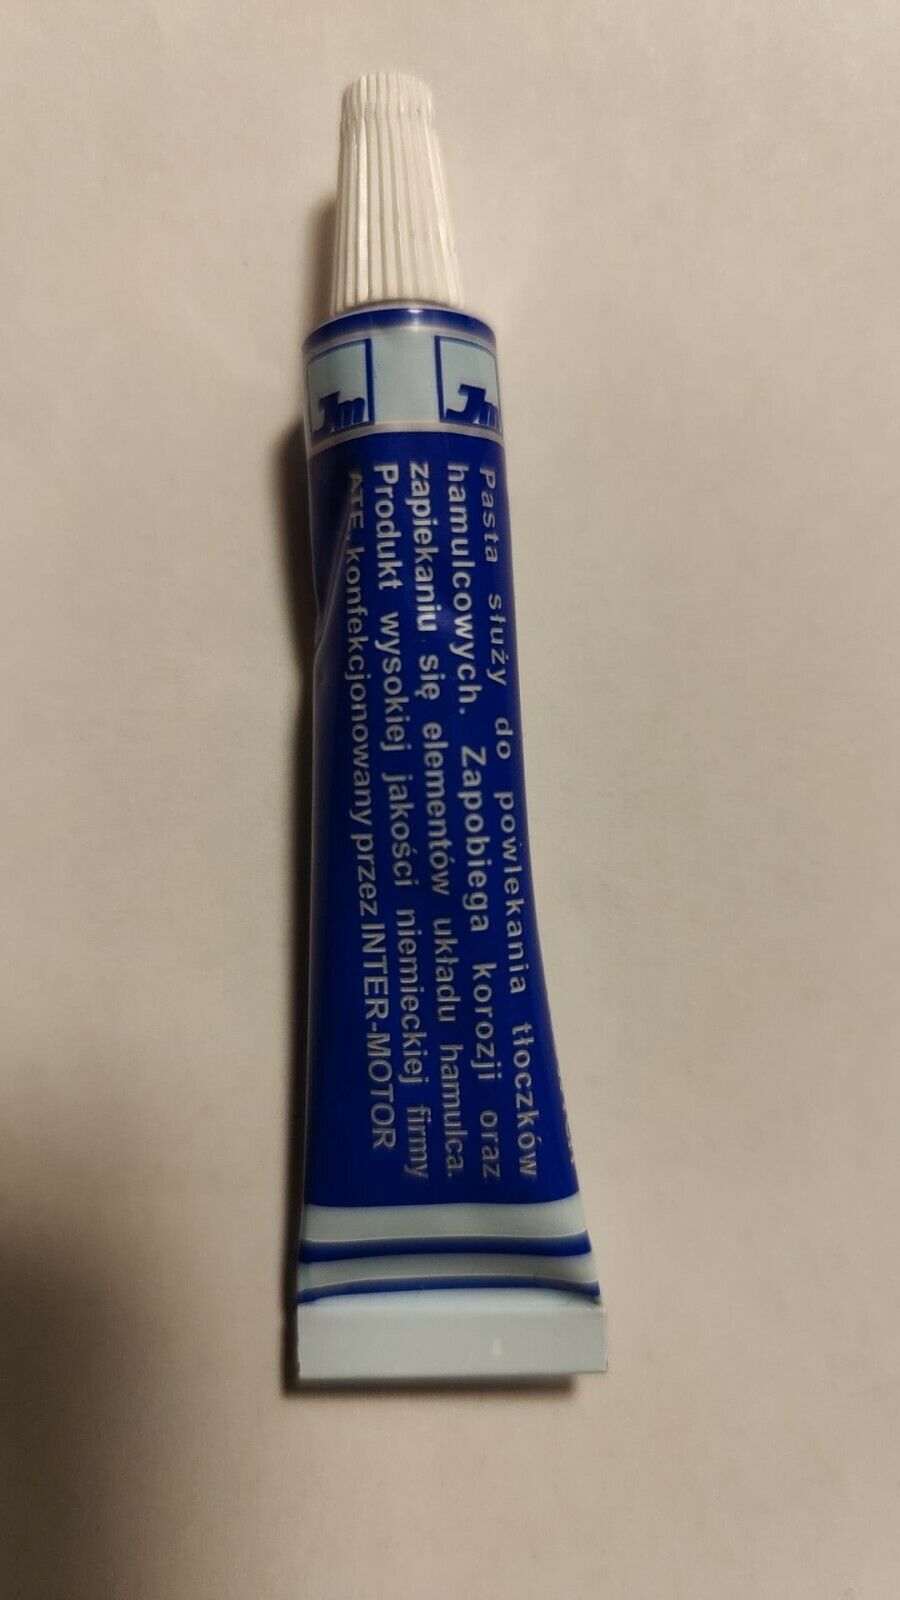 Jm
Jm
Pasta służy do powlekania tłoczków
hamulcowych. Zapobiega korozji oraz
zapiekaniu się elementów układu hamulca.
Produkt wysokiej jakości niemieckiej firmy
ATE, konfekcjonowany przez INTER-MOTOR